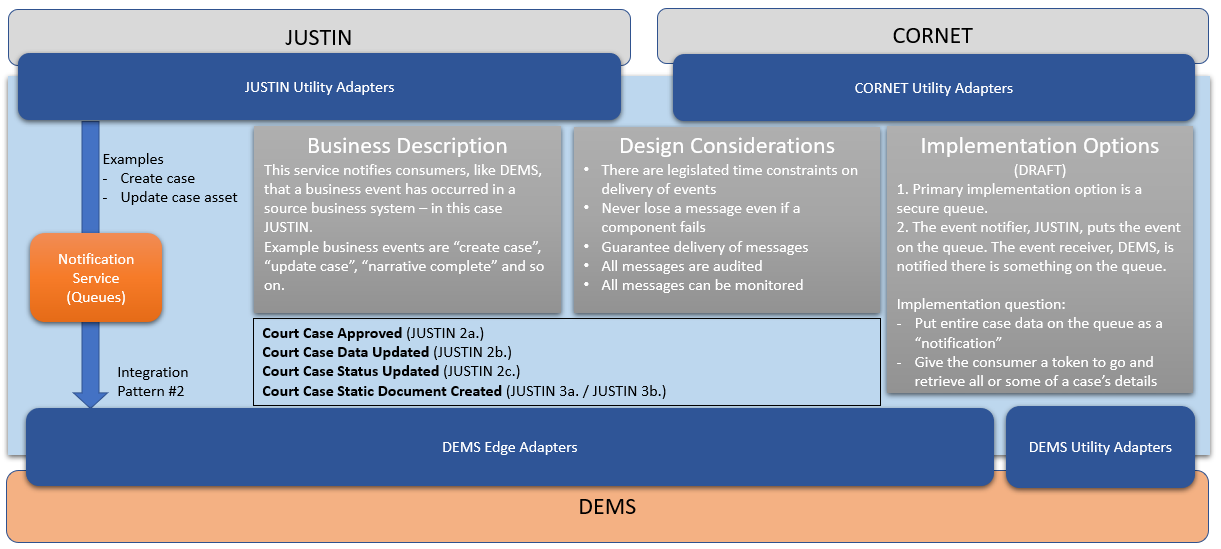 JUSTIN
CORNET
JUSTIN Utility Adapters
CORNET Utility Adapters
Examples
- Create case
- Update case asset
Notification
Service
(Queues)
Integration
Pattern #2
Business Description
This service notifies consumers, like DEMS,
that a business event has occurred in a
source business system – in this case
JUSTIN.
Example business events are “create case”,
“update case”, “narrative complete” and so
on.
Design Considerations
• There are legislated time constraints on
delivery of events
• Never lose a message even if a
component fails
• Guarantee delivery of messages
• All messages are audited
• All messages can be monitored
Implementation Options
(DRAFT)
1. Primary implementation option is a
secure queue.
2. The event notifier, JUSTIN, puts the event
on the queue. The event receiver, DEMS, is
notified there is something on the queue.
Implementation question:
- Put entire case data on the queue as a
“notification”
- Give the consumer a token to go and
retrieve all or some of a case’s details
Court Case Approved (JUSTIN 2a.)
Court Case Data Updated (JUSTIN 2b.)
Court Case Status Updated (JUSTIN 2c.)
Court Case Static Document Created (JUSTIN 3a. / JUSTIN 3b.)
DEMS Edge Adapters
DEMS Utility Adapters
DEMS